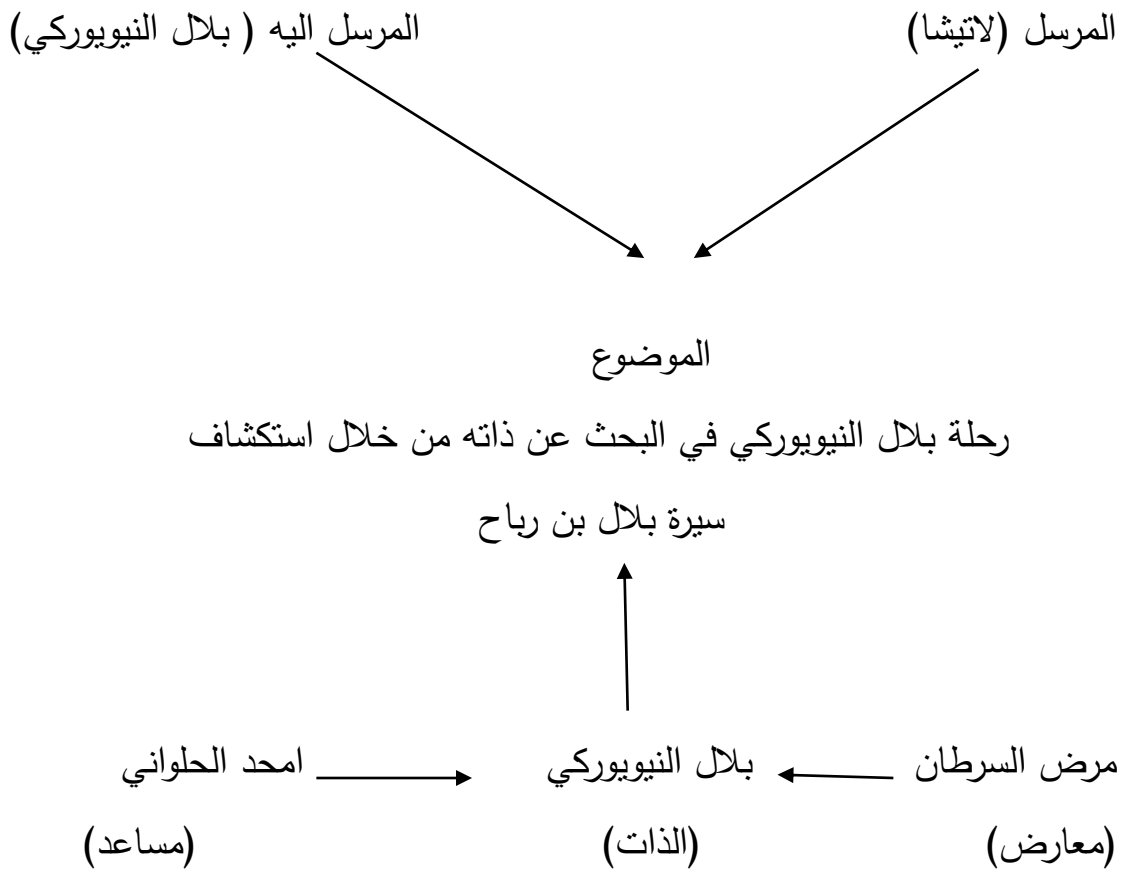 المرسل (لاتيشا) المرسل اليه ( بلال النيويوركي)
الموضوع
رحلة بلال النيويوركي في البحث عن ذاته من خلال استكشاف
سيرة بلال بن رباح
مرض السرطان بلال النيويوركي امحد الحلواني
(معارض) (الذات) (مساعد)